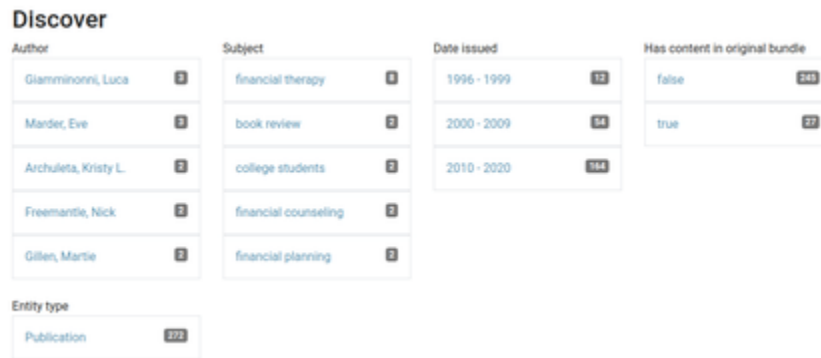 Discover
Author
Giamminonni, Luca 3
Marder, Eve 3
Archuleta, Kristy L. 2
Freemantle, Nick 2
Gillen, Martie 2
Subject
financial therapy 8
book review 2
college students 2
financial counseling 2
financial planning 2
Date issued
1996 - 1999 12
2000 - 2009 54
2010 - 2020 164
Has content in original bundle
false 245
true 27
Entity type
Publication 272